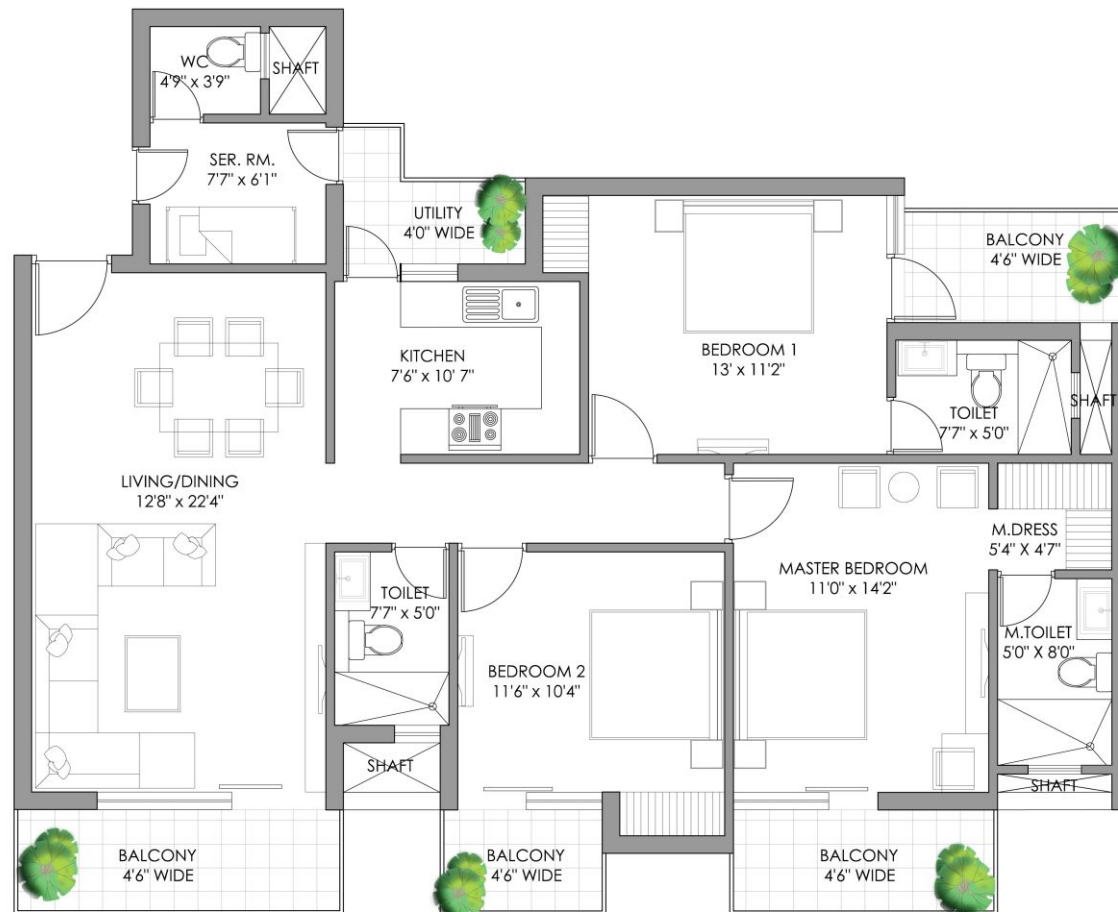 WC
4'9" x 3'9"
SHAFT
SER. RM.
7'7" x 6'1"
UTILITY
4'0" WIDE
BALCONY
4'6" WIDE
KITCHEN
7'6" x 10' 7"
BEDROOM 1
13' x 11'2"
TOILET
7'7" x 5'0"
SHAFT
LIVING/DINING
12'8" x 22'4"
M.DRESS
5'4" X 4'7"
MASTER BEDROOM
11'0" x 14'2"
TOILET
7'7" x 5'0"
M.TOILET
5'0" X 8'0"
BEDROOM 2
11'6" x 10'4"
SHAFT
SHAFT
BALCONY
4'6" WIDE
BALCONY
4'6" WIDE
BALCONY
4'6" WIDE